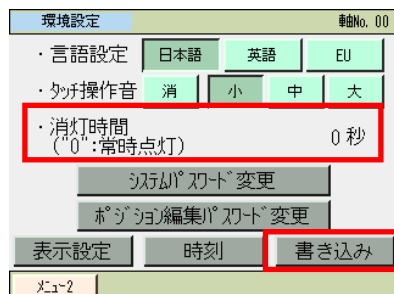 環境設定 軸No. 00
・言語設定 日本語 英語 EU
・ﾀｯﾁ操作音 消 小 中 大
・消灯時間 0 秒
("0":常時点灯)
ｼｽﾃﾑﾊﾟｽﾜｰﾄﾞ変更
ﾎﾟｼﾞｼｮﾝ編集ﾊﾟｽﾜｰﾄﾞ変更
表示設定 時刻 書き込み
ﾒﾆｭｰ2